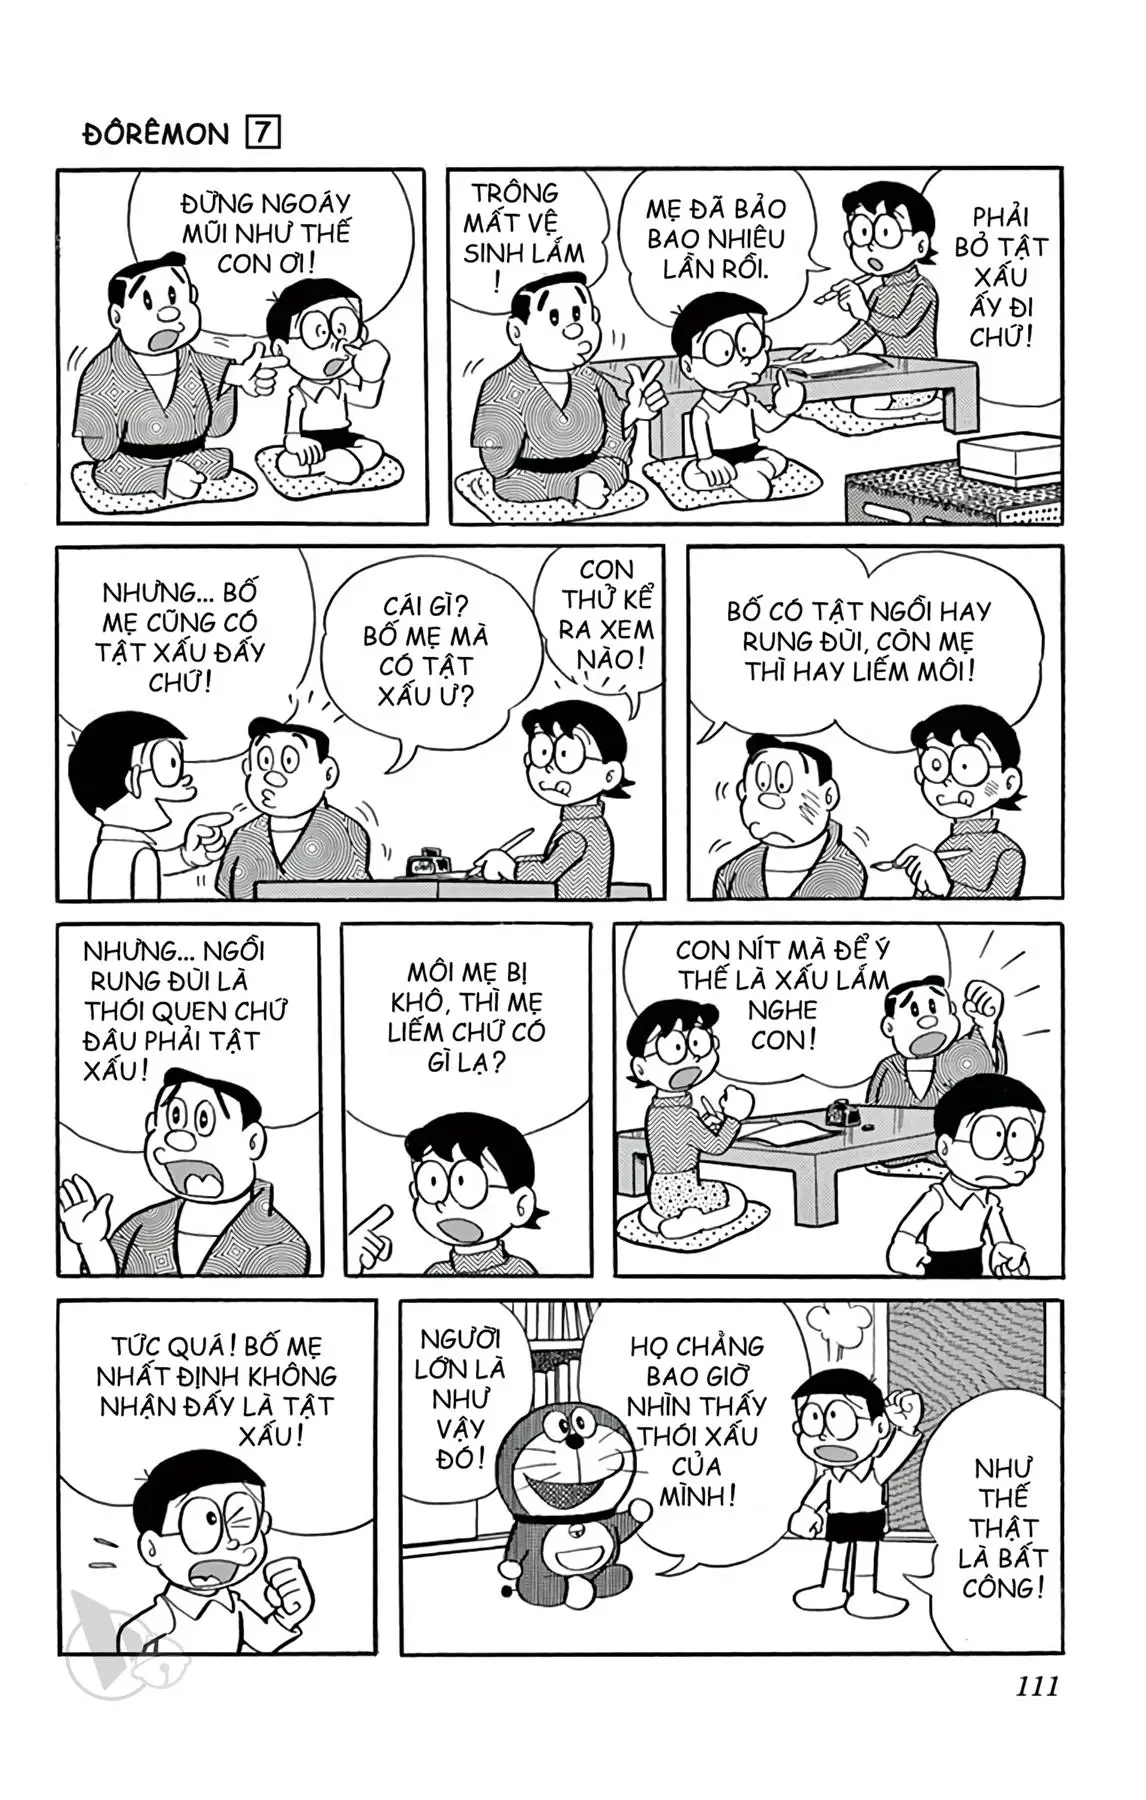 ĐÔRÊMON 7
ĐỪNG NGOÁY
MŨI NHƯ THẾ
CON ƠI!
TRÔNG
MẤT VỆ
SINH LẮM
!
MẸ ĐÃ BẢO
BAO NHIÊU
LẦN RỒI.
PHẢI
BỎ TẬT
XẤU
ẤY ĐI
CHỨ!
NHƯNG... BỐ
MẸ CŨNG CÓ
TẬT XẤU ĐẤY
CHỨ!
CÁI GÌ?
BỐ MẸ MÀ
CÓ TẬT
XẤU Ư?
CON
THỬ KỂ
RA XEM
NÀO!
BỐ CÓ TẬT NGỒI HAY
RUNG ĐÙI, CÒN MẸ
THÌ HAY LIẾM MÔI!
NHƯNG... NGỒI
RUNG ĐÙI LÀ
THÓI QUEN CHỨ
ĐÂU PHẢI TẬT
XẤU!
MÔI MẸ BỊ
KHÔ, THÌ MẸ
LIẾM CHỨ CÓ
GÌ LẠ?
CON NÍT MÀ ĐỂ Ý
THẾ LÀ XẤU LẮM
NGHE
CON!
TỨC QUÁ! BỐ MẸ
NHẤT ĐỊNH KHÔNG
NHẬN ĐẤY LÀ TẬT
XẤU!
NGƯỜI
LỚN LÀ
NHƯ
VẬY
ĐÓ!
HỌ CHẲNG
BAO GIỜ
NHÌN THẤY
THÓI XẤU
CỦA
MÌNH!
NHƯ
THẾ
THẬT
LÀ BẤT
CÔNG!
111